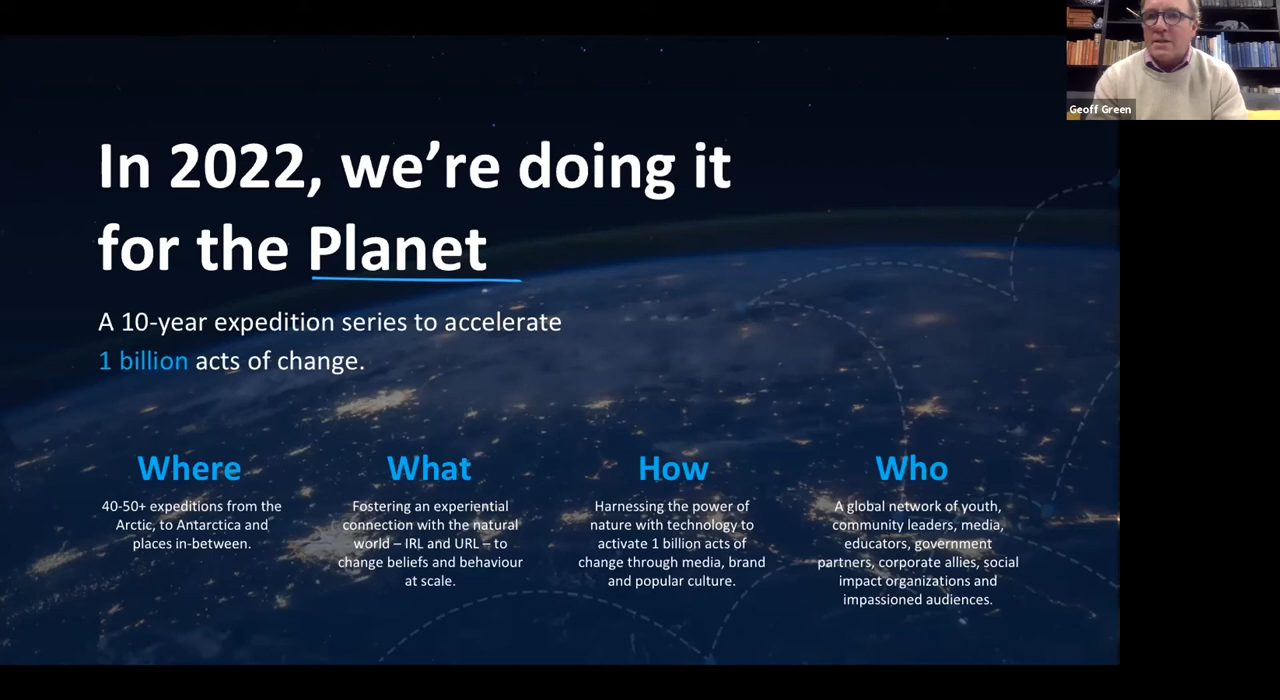 Geoff Green
In 2022, we’re doing it
for the Planet
A 10-year expedition series to accelerate
1 billion acts of change.
Where
40-50+ expeditions from the
Arctic, to Antarctica and
places in-between.
What
Fostering an experiential
connection with the natural
world – IRL and URL – to
change beliefs and behaviour
at scale.
How
Harnessing the power of
nature with technology to
activate 1 billion acts of
change through media, brand
and popular culture.
Who
A global network of youth,
community leaders, media,
educators, government
partners, corporate allies, social
impact organizations and
impassioned audiences.